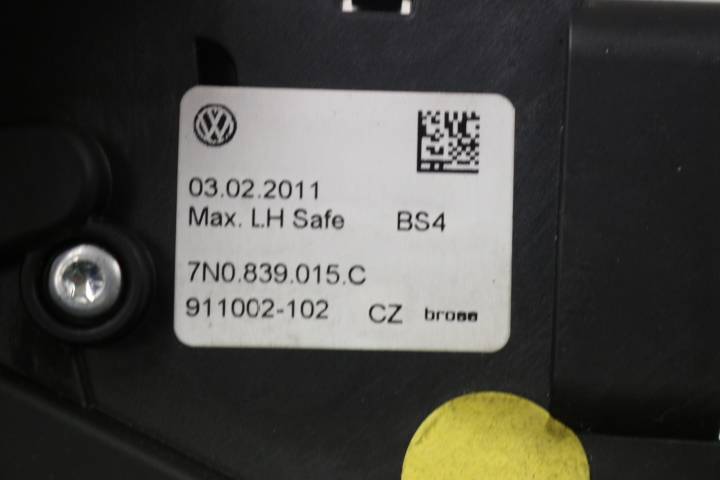 03.02.2011
Max. LH Safe BS4
7N0.839.015.C
911002-102 CZ brose